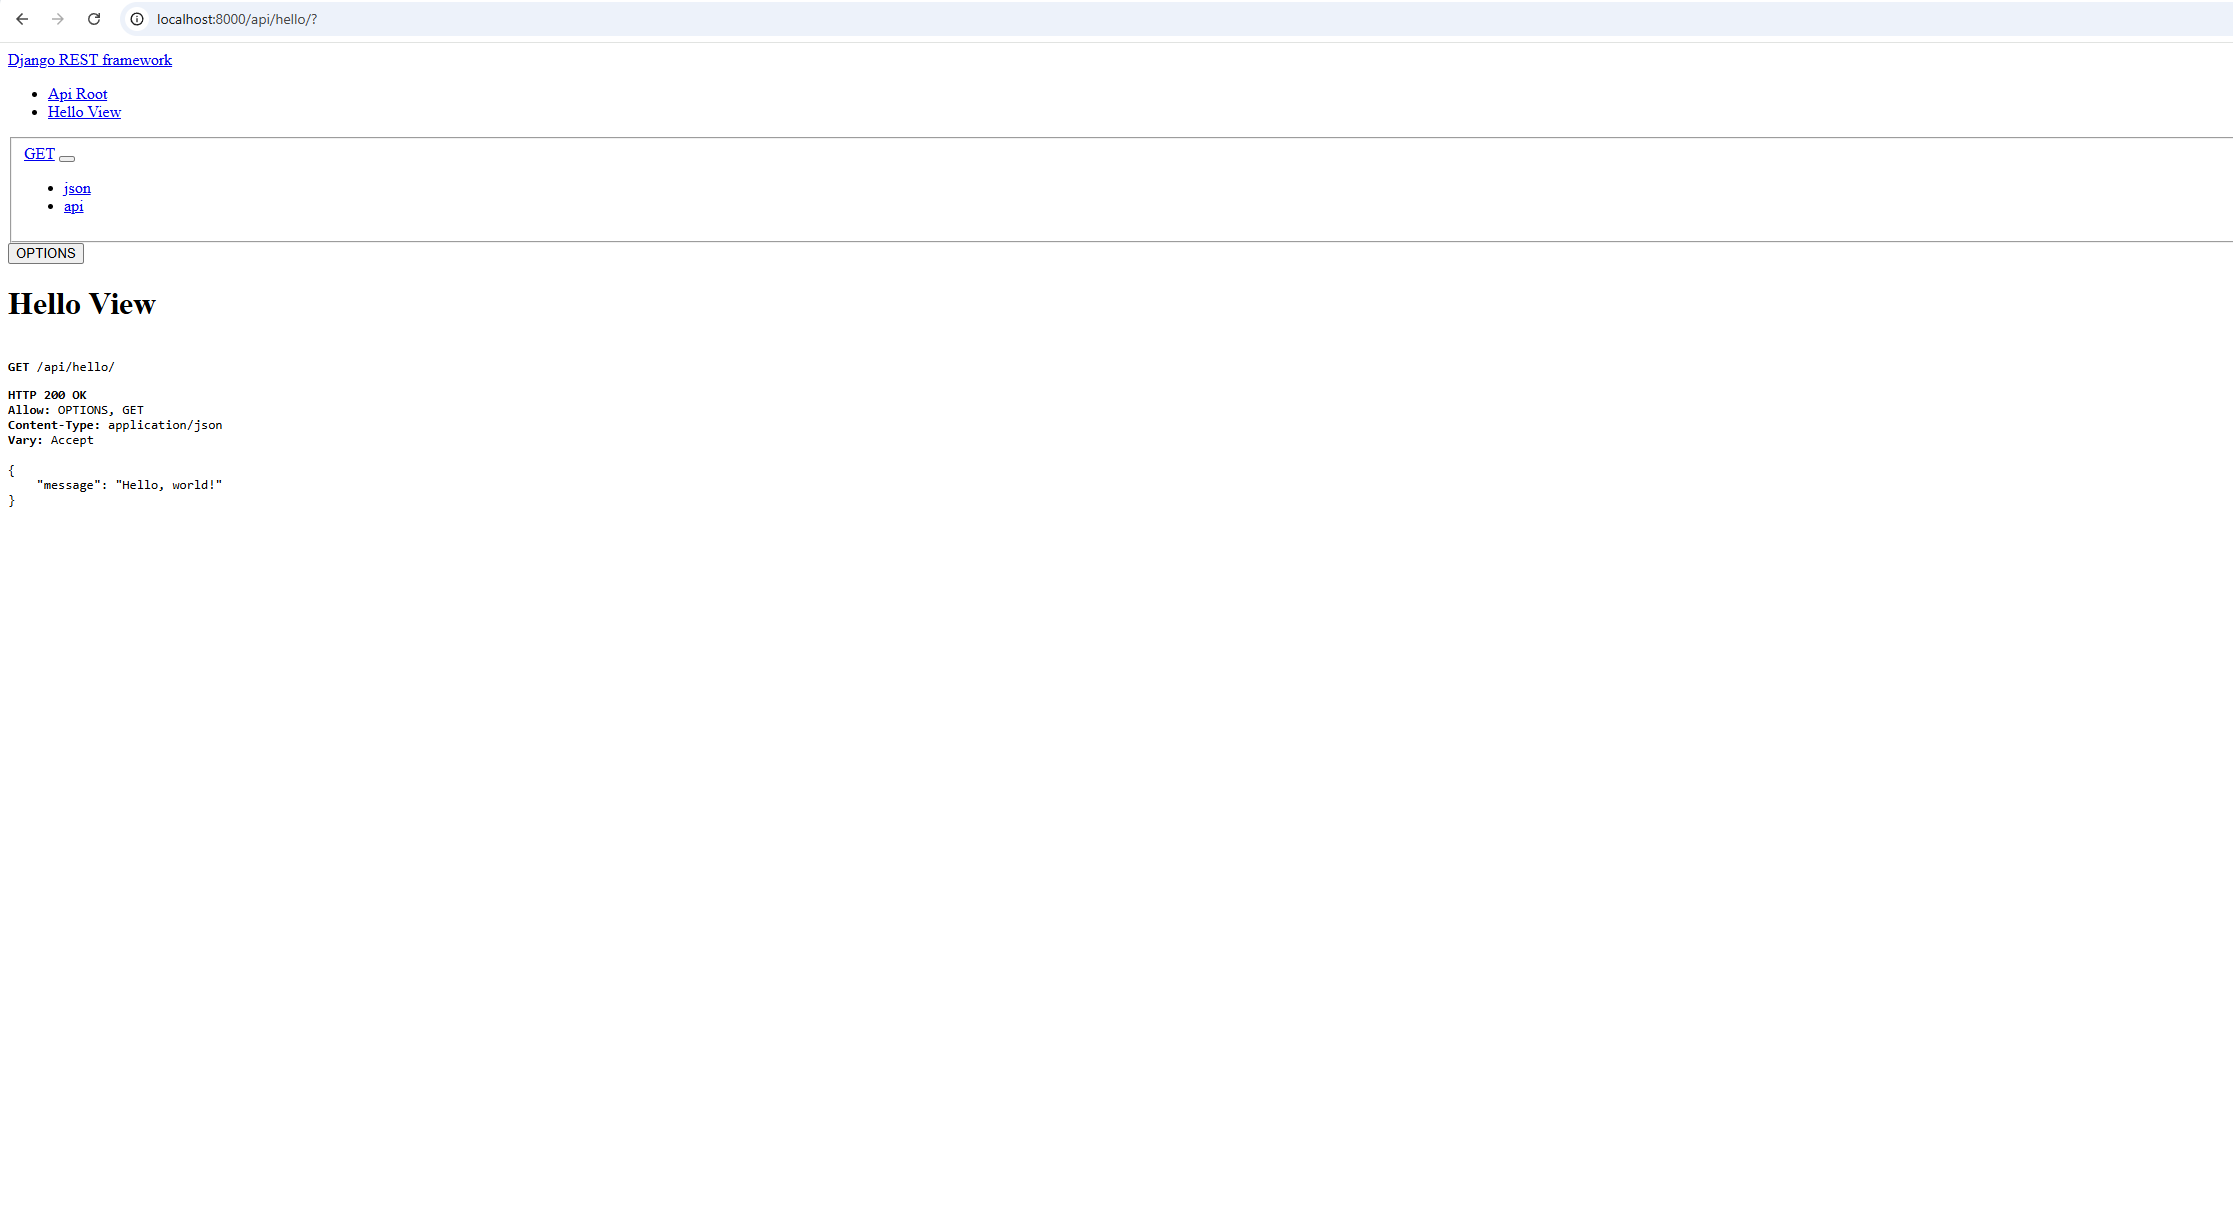 localhost:8000/api/hello/?
Django REST framework
Api Root
Hello View
GET
json
api
OPTIONS
Hello View
GET /api/hello/
HTTP 200 OK
Allow: OPTIONS, GET
Content-Type: application/json
Vary: Accept
{
    "message": "Hello, world!"
}